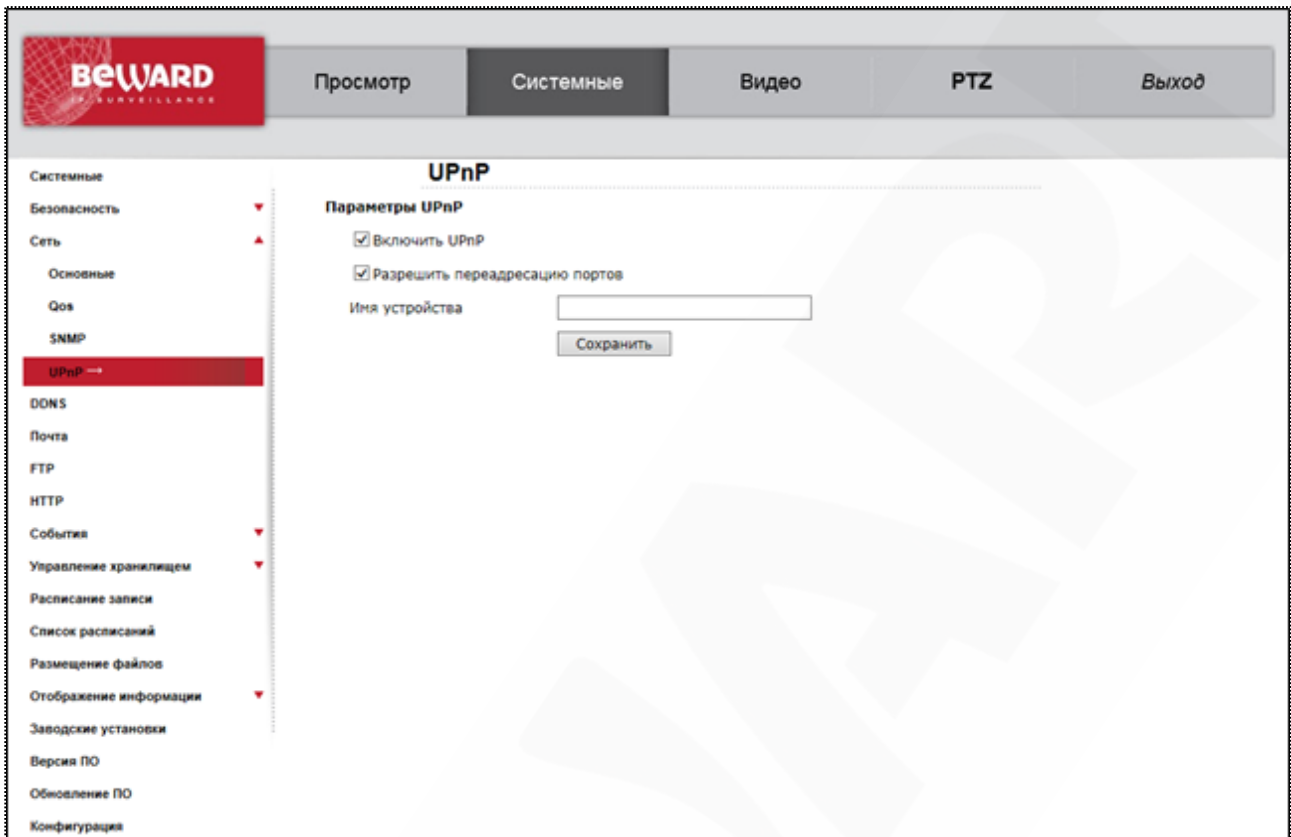 BEWARD
IP SURVEILLANCE
Просмотр
Системные
Видео
PTZ
Выход
Системные
Безопасность
Сеть
Основные
Qos
SNMP
UPnP →
DDNS
Почта
FTP
HTTP
События
Управление хранилищем
Расписание записи
Список расписаний
Размещение файлов
Отображение информации
Заводские установки
Версия ПО
Обновление ПО
Конфигурация
UPnP
Параметры UPnP
Включить UPnP
Разрешить переадресацию портов
Имя устройства
Сохранить